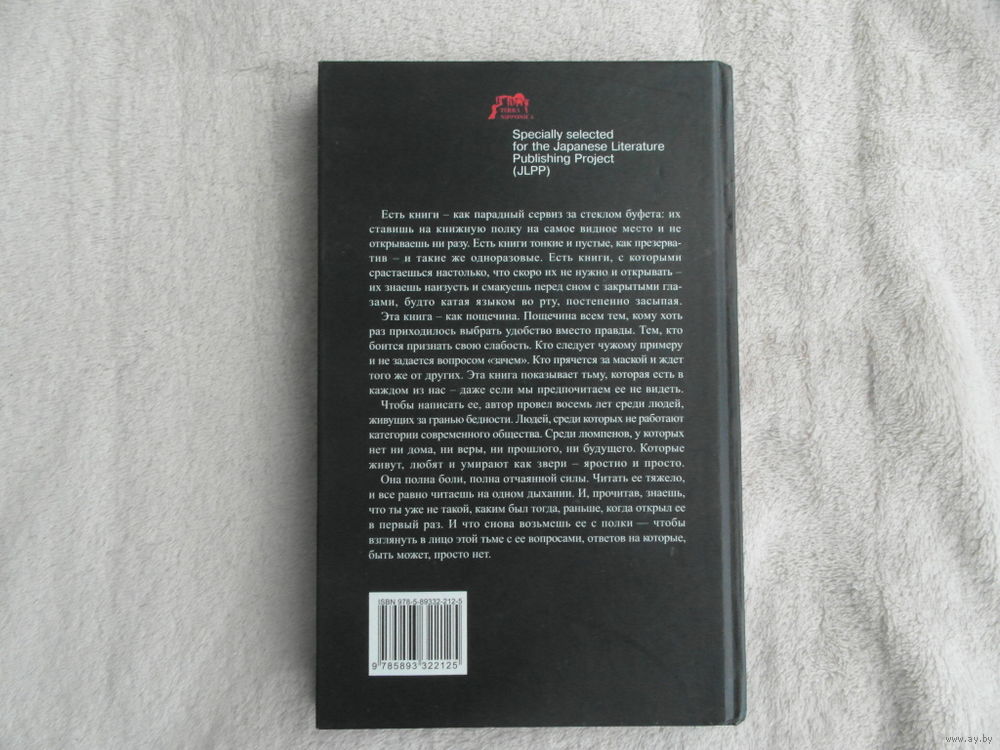 TERRA
NIPPONICA
Specially selected
for the Japanese Literature
Publishing Project
(JLPP)
Есть книги – как парадный сервиз за стеклом буфета: их
ставишь на книжную полку на самое видное место и не
открываешь ни разу. Есть книги тонкие и пустые, как презерва-
тив – и такие же одноразовые. Есть книги, с которыми
срастаешься настолько, что скоро их не нужно и открывать –
их знаешь наизусть и смакуешь перед сном с закрытыми гла-
зами, будто катая языком во рту, постепенно засыпая.
Эта книга – как пощечина. Пощечина всем тем, кому хоть
раз приходилось выбрать удобство вместо правды. Тем, кто
боится признать свою слабость. Кто следует чужому примеру
и не задается вопросом «зачем». Кто прячется за маской и ждет
того же от других. Эта книга показывает тьму, которая есть в
каждом из нас – даже если мы предпочитаем ее не видеть.
Чтобы написать ее, автор провел восемь лет среди людей,
живущих за гранью бедности. Людей, среди которых не работают
категории современного общества. Среди люмпенов, у которых
нет ни дома, ни веры, ни прошлого, ни будущего. Которые
живут, любят и умирают как звери – яростно и просто.
Она полна боли, полна отчаянной силы. Читать ее тяжело,
и все равно читаешь на одном дыхании. И, прочитав, знаешь,
что ты уже не такой, каким был тогда, раньше, когда открыл ее
в первый раз. И что снова возьмешь ее с полки — чтобы
взглянуть в лицо этой тьме с ее вопросами, ответов на которые,
быть может, просто нет.
ISBN 978-5-89332-212-5
9 785893 322125
www.ay.by